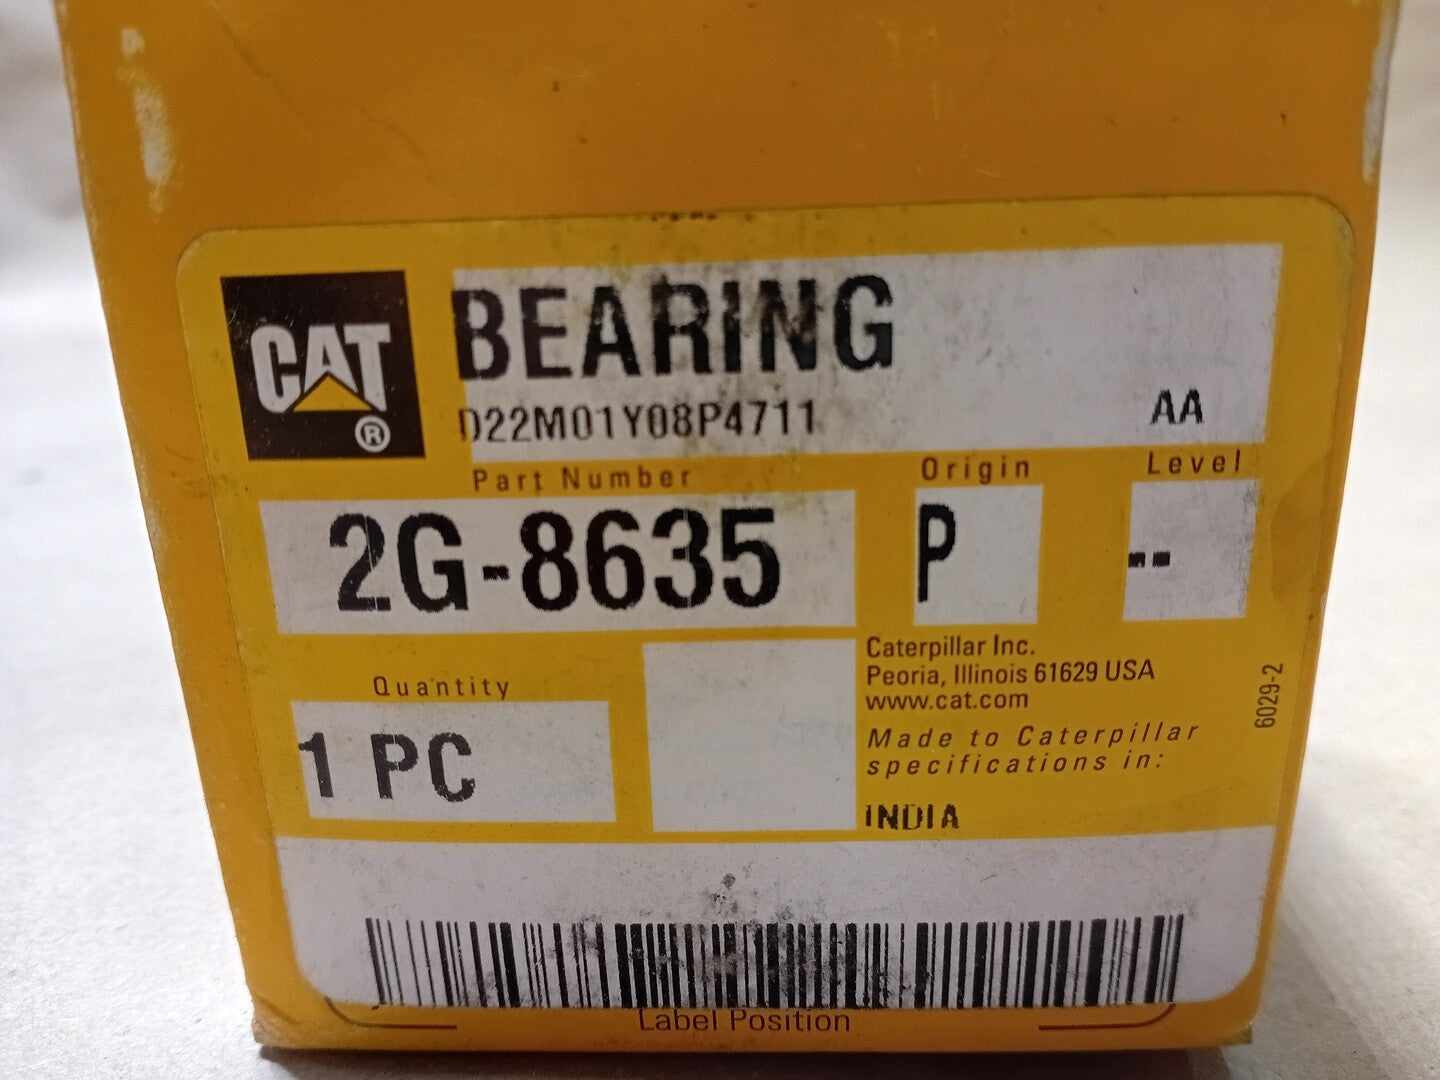 CAT
®
BEARING
D22M01Y08P4711 AA
Part Number Origin Level
2G-8635 P --
Quantity
1 PC
Caterpillar Inc.
Peoria, Illinois 61629 USA
www.cat.com
Made to Caterpillar
specifications in:
INDIA
6029-2
Label Position